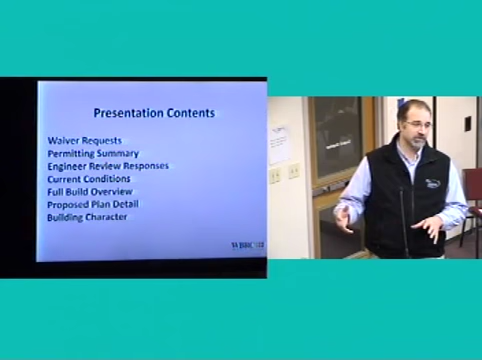 Presentation Contents
Waiver Requests
Permitting Summary
Engineer Review Responses
Current Conditions
Full Build Overview
Proposed Plan Detail
Building Character